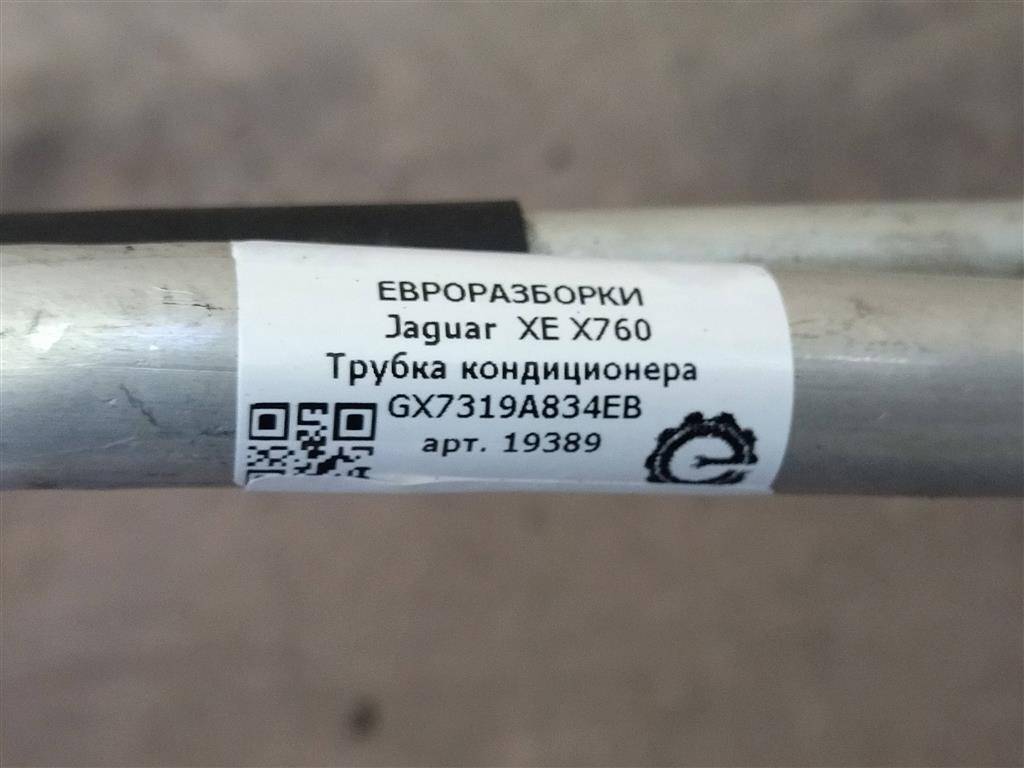 ЕВРОРАЗБОРКИ
Jaguar XE X760
Трубка кондиционера
GX7319A834EB
арт. 19389